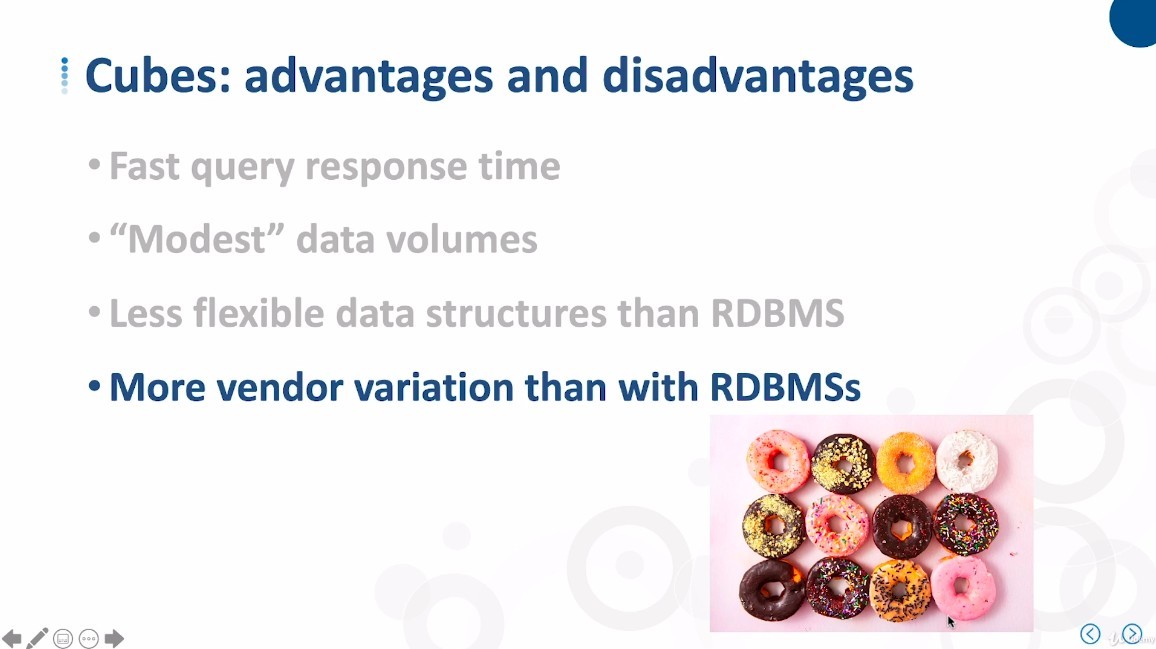 Cubes: advantages and disadvantages
• Fast query response time
• “Modest” data volumes
• Less flexible data structures than RDBMS
• More vendor variation than with RDBMSs